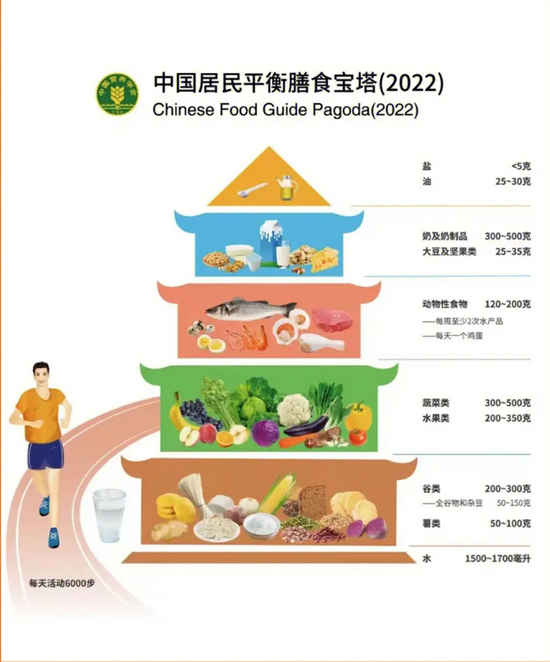 中国营养学会
中国居民平衡膳食宝塔(2022)
Chinese Food Guide Pagoda(2022)
盐 <5克
油 25~30克
奶及奶制品 300~500克
大豆及坚果类 25~35克
动物性食物 120~200克
——每周至少2次水产品
——每天一个鸡蛋
蔬菜类 300~500克
水果类 200~350克
谷类 200~300克
——全谷物和杂豆 50~150克
薯类 50~100克
水 1500~1700毫升
每天活动6000步